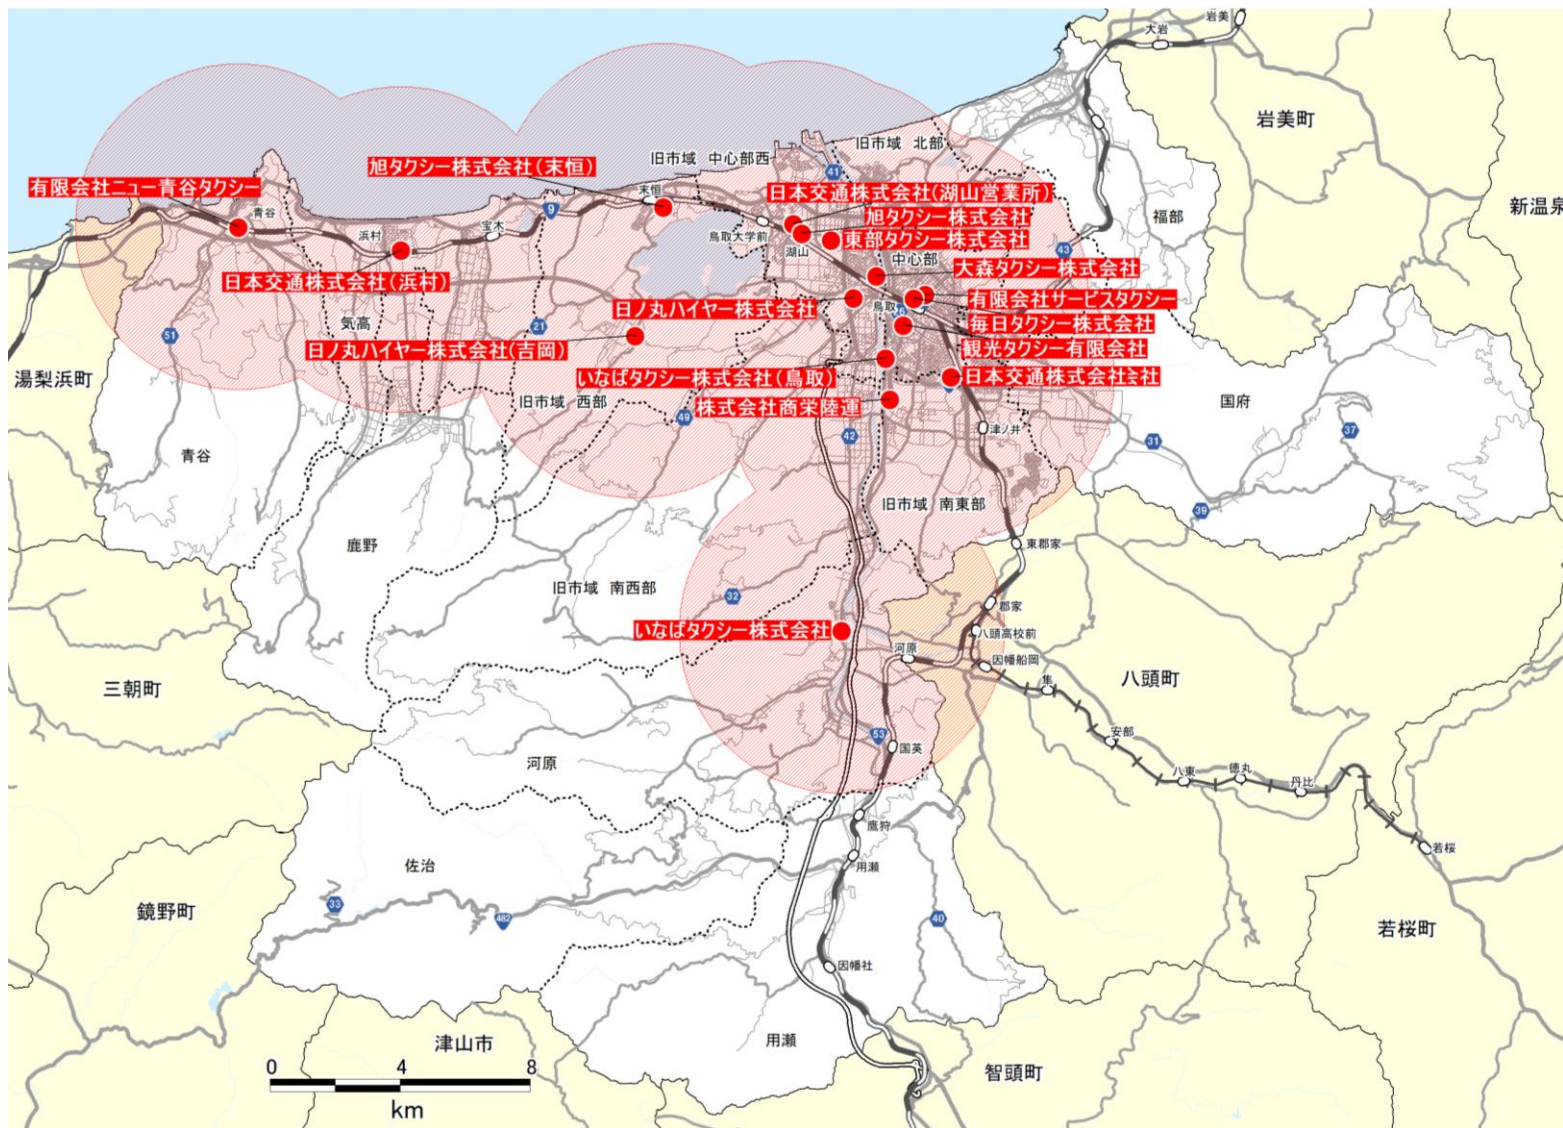 岩美
大岩
岩美町
旧市域 北部
旧市域 中心部西
41
旭タクシー株式会社(末恒)
有限会社ニュー青谷タクシー
日本交通株式会社(湖山営業所)
末恒
新温泉
青谷
9
旭タクシー株式会社
福部
宝木
浜村
鳥取大学前
東部タクシー株式会社
湖山
43
中心部
大森タクシー株式会社
日本交通株式会社(浜村)
有限会社サービスタクシー
鳥取
日ノ丸ハイヤー株式会社
気高
21
毎日タクシー株式会社
51
日ノ丸ハイヤー株式会社(吉岡)
観光タクシー有限会社
湯梨浜町
いなばタクシー株式会社(鳥取)
日本交通株式会社
旧市域 西部
株式会社商栄陸運
国府
49
津ノ井
37
42
31
青谷
旧市域 南東部
39
鹿野
東郡家
旧市域 南西部
32
郡家
いなばタクシー株式会社
八頭高校前
河原
因幡船岡
隼
八頭町
三朝町
53
国英
安部
河原
八東
徳丸
丹比
鷹狩
若桜
佐治
用瀬
33
482
鏡野町
40
若桜町
因幡社
津山市
用瀬
智頭町
0 4 8
km